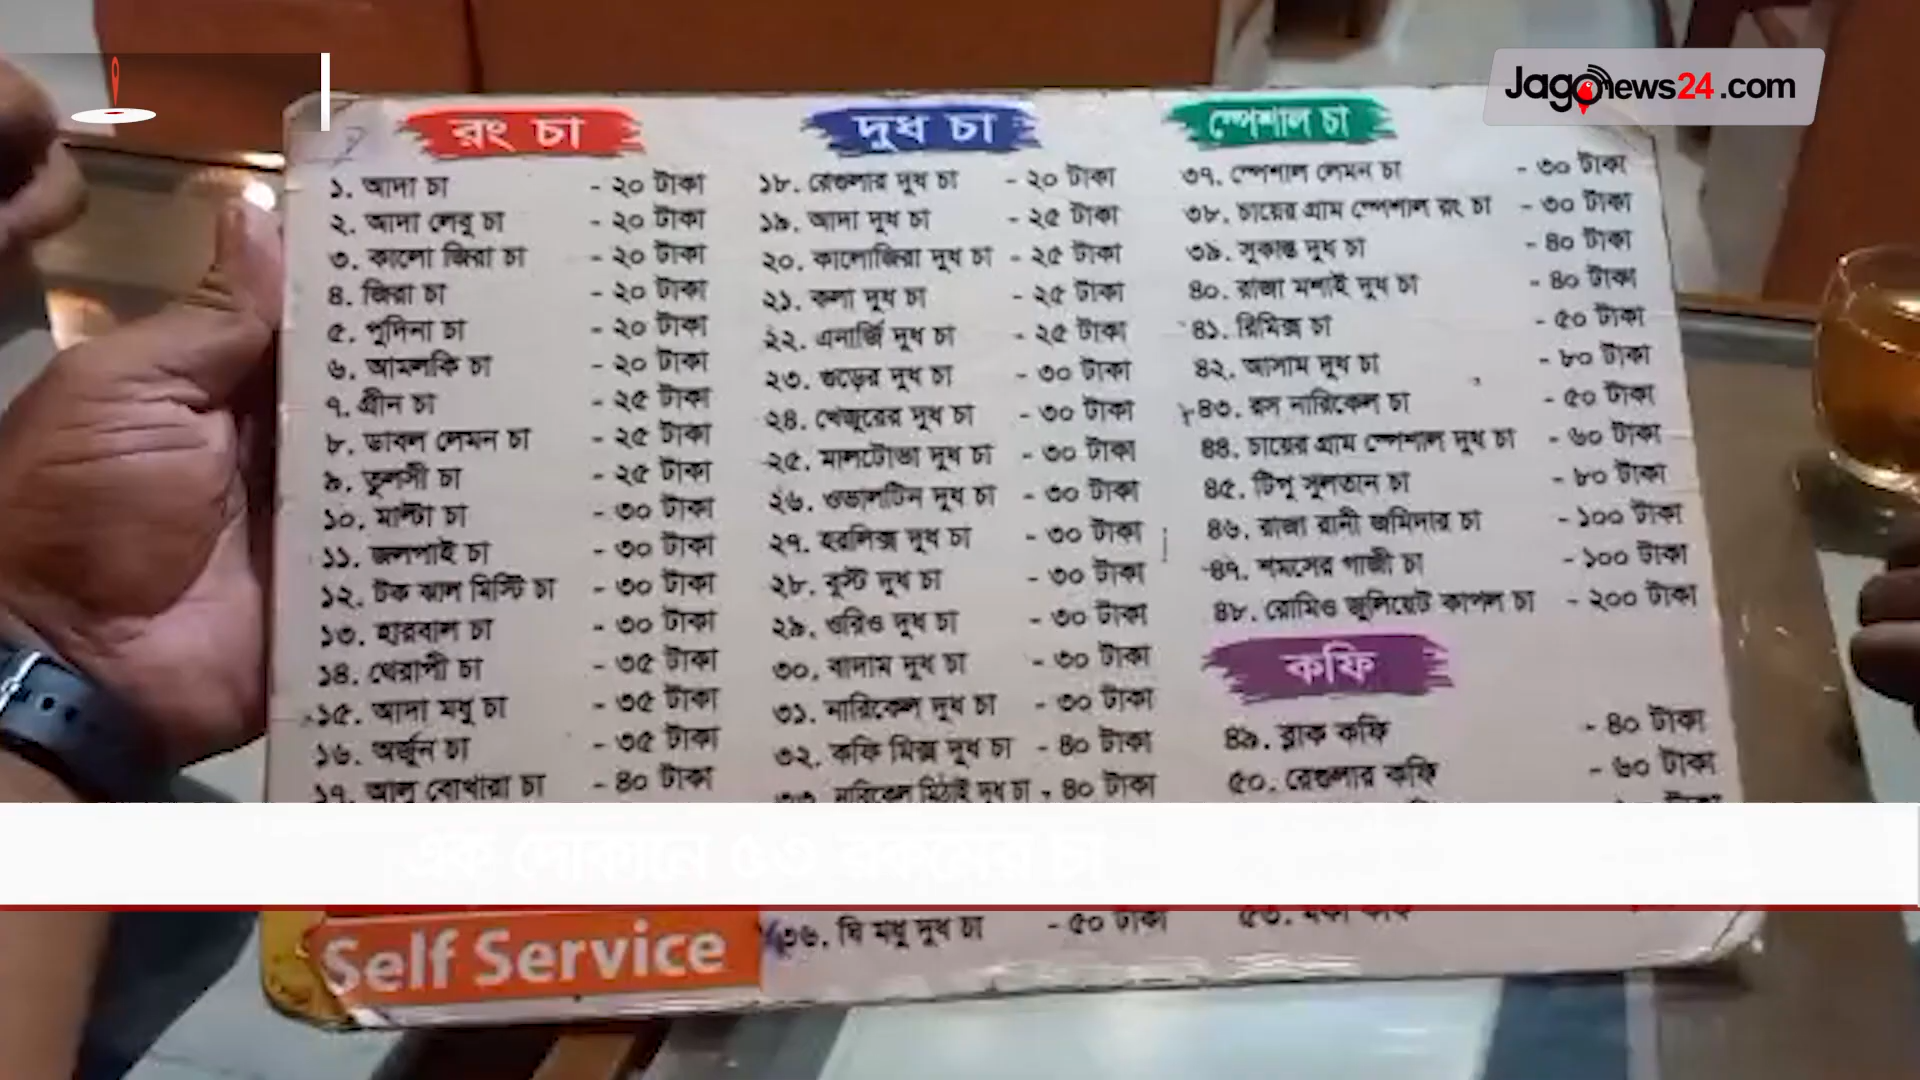 Jagonews24.com
রং চা
১. আদা চা - ২০ টাকা
২. আদা লেবু চা - ২০ টাকা
৩. কালো জিরা চা - ২০ টাকা
৪. জিরা চা - ২০ টাকা
৫. পুদিনা চা - ২০ টাকা
৬. আমলকি চা - ২০ টাকা
৭. গ্রীন চা - ২৫ টাকা
৮. ডাবল লেমন চা - ২৫ টাকা
৯. তুলসী চা - ২৫ টাকা
১০. মাল্টা চা - ৩০ টাকা
১১. জলপাই চা - ৩০ টাকা
১২. টক ঝাল মিস্টি চা - ৩০ টাকা
১৩. হারবাল চা - ৩০ টাকা
১৪. থেরাপী চা - ৩৫ টাকা
১৫. আদা মধু চা - ৩৫ টাকা
১৬. অর্জুন চা - ৩৫ টাকা
১৭. আলু বোখারা চা - ৪০ টাকা
দুধ চা
১৮. রেগুলার দুধ চা - ২০ টাকা
১৯. আদা দুধ চা - ২৫ টাকা
২০. কালোজিরা দুধ চা - ২৫ টাকা
২১. কলা দুধ চা - ২৫ টাকা
২২. এনার্জি দুধ চা - ২৫ টাকা
২৩. গুড়ের দুধ চা - ৩০ টাকা
২৪. খেজুরের দুধ চা - ৩০ টাকা
২৫. মালটোভা দুধ চা - ৩০ টাকা
২৬. ওভালটিন দুধ চা - ৩০ টাকা
২৭. হরলিক্স দুধ চা - ৩০ টাকা
২৮. বুস্ট দুধ চা - ৩০ টাকা
২৯. ওরিও দুধ চা - ৩০ টাকা
৩০. বাদাম দুধ চা - ৩০ টাকা
৩১. নারিকেল দুধ চা - ৩০ টাকা
৩২. কফি মিক্স দুধ চা - ৪০ টাকা
৩৩. নারিকেল মিঠাই দুধ চা - ৪০ টাকা
৩৬. ঘি মধু দুধ চা - ৫০ টাকা
স্পেশাল চা
৩৭. স্পেশাল লেমন চা - ৩০ টাকা
৩৮. চায়ের গ্রাম স্পেশাল রং চা - ৩০ টাকা
৩৯. সুকান্ত দুধ চা - ৪০ টাকা
৪০. রাজা মশাই দুধ চা - ৪০ টাকা
৪১. রিমিক্স চা - ৫০ টাকা
৪২. আসাম দুধ চা - ৮০ টাকা
৪৩. রস নারিকেল চা - ৫০ টাকা
৪৪. চায়ের গ্রাম স্পেশাল দুধ চা - ৬০ টাকা
৪৫. টিপু সুলতান চা - ৮০ টাকা
৪৬. রাজা রানী জমিদার চা - ১০০ টাকা
৪৭. শমসের গাজী চা - ১০০ টাকা
৪৮. রোমিও জুলিয়েট কাপল চা - ২০০ টাকা
কফি
৪৯. ব্লাক কফি - ৪০ টাকা
৫০. রেগুলার কফি - ৬০ টাকা
এক দোকানে ৫৩ রকমের চা
Self Service